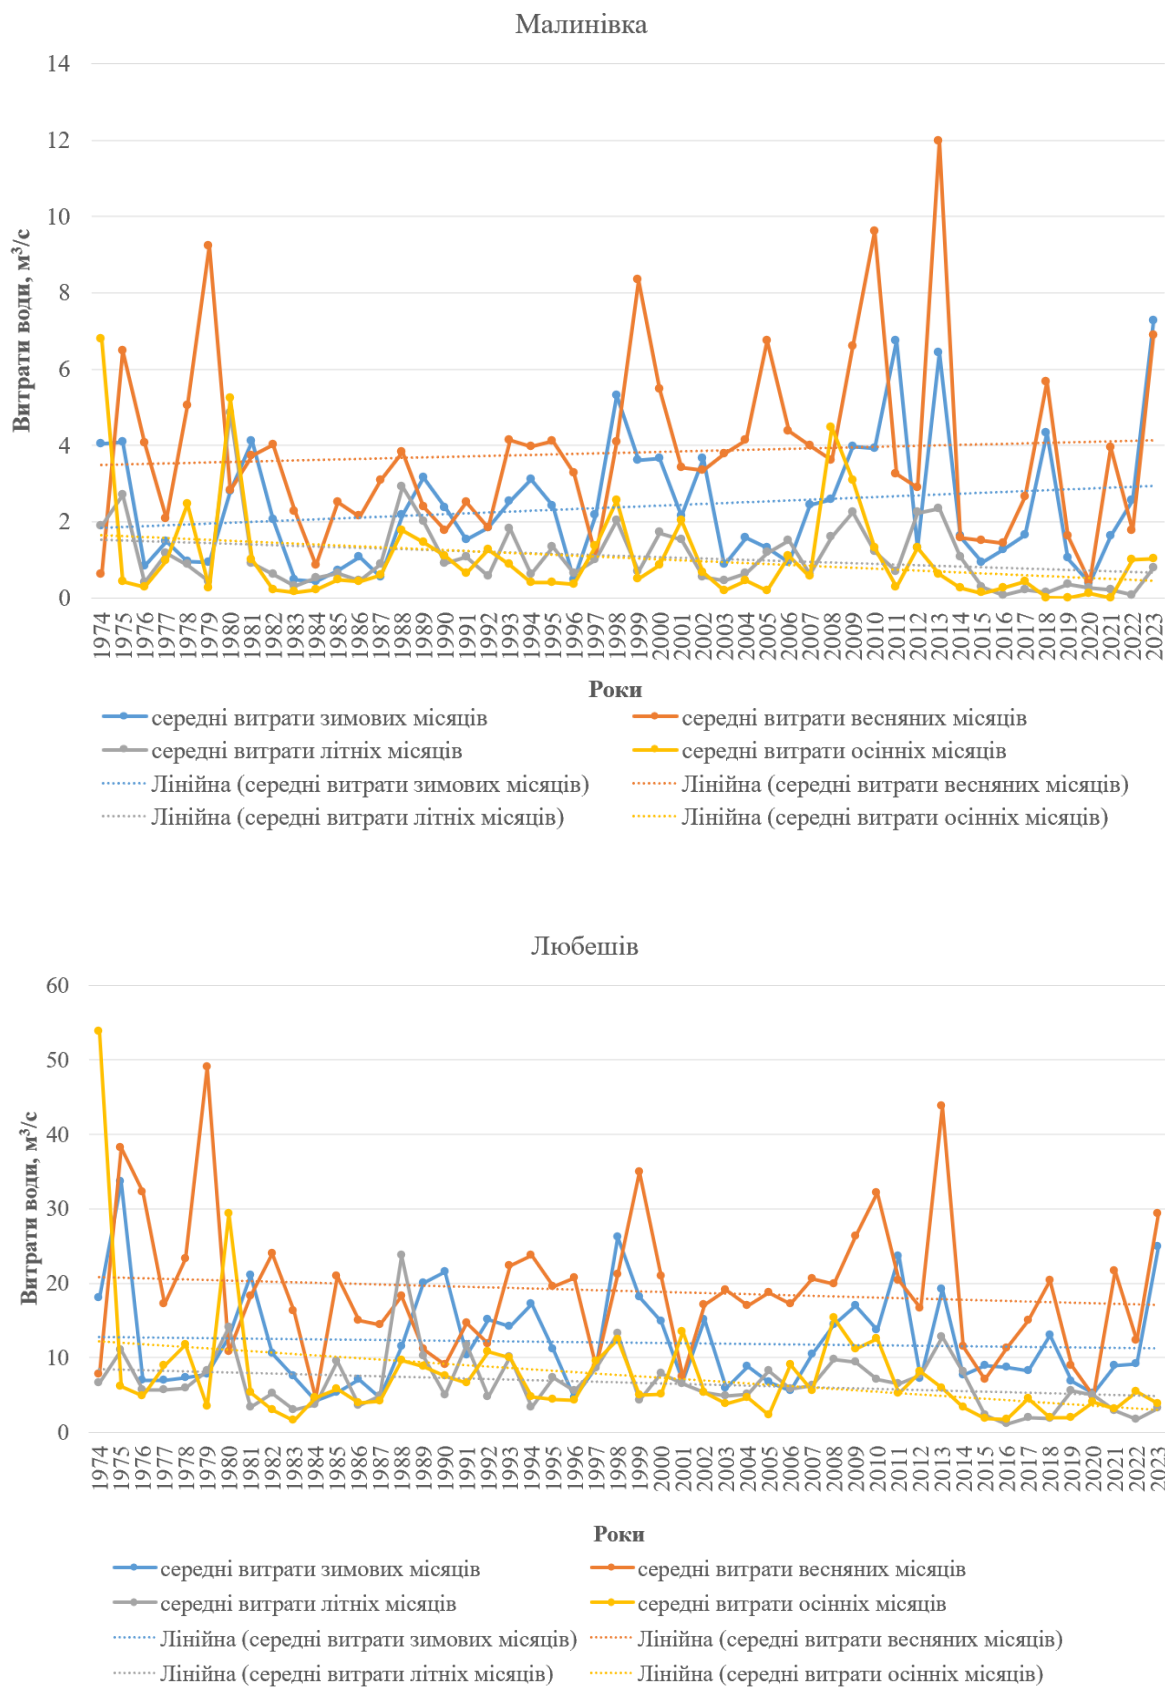 Малинівка
14
12
10
8
6
4
2
0
Витрати води, м³/с
1974 1975 1976 1977 1978 1979 1980 1981 1982 1983 1984 1985 1986 1987 1988 1989 1990 1991 1992 1993 1994 1995 1996 1997 1998 1999 2000 2001 2002 2003 2004 2005 2006 2007 2008 2009 2010 2011 2012 2013 2014 2015 2016 2017 2018 2019 2020 2021 2022 2023
Роки
середні витрати зимових місяців середні витрати весняних місяців
середні витрати літніх місяців середні витрати осінніх місяців
Лінійна (середні витрати зимових місяців) Лінійна (середні витрати весняних місяців)
Лінійна (середні витрати літніх місяців) Лінійна (середні витрати осінніх місяців)
Любешів
60
50
40
30
20
10
0
Витрати води, м³/с
1974 1975 1976 1977 1978 1979 1980 1981 1982 1983 1984 1985 1986 1987 1988 1989 1990 1991 1992 1993 1994 1995 1996 1997 1998 1999 2000 2001 2002 2003 2004 2005 2006 2007 2008 2009 2010 2011 2012 2013 2014 2015 2016 2017 2018 2019 2020 2021 2022 2023
Роки
середні витрати зимових місяців середні витрати весняних місяців
середні витрати літніх місяців середні витрати осінніх місяців
Лінійна (середні витрати зимових місяців) Лінійна (середні витрати весняних місяців)
Лінійна (середні витрати літніх місяців) Лінійна (середні витрати осінніх місяців)